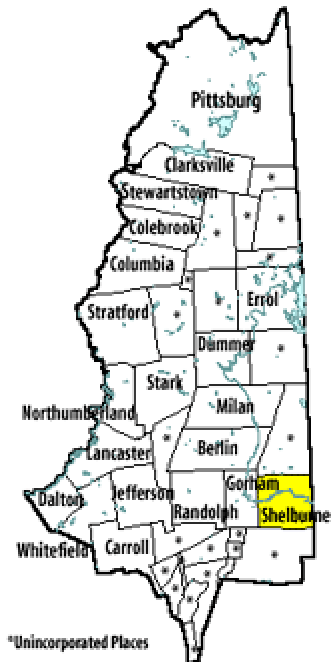 Pittsburg
Clarksville
Stewartstown
Colebrook
Columbia
Errol
Stratford
Dummer
Stark
Milan
Northumberland
Berlin
Lancaster
Gorham
Jefferson
Dalton
Randolph
Shelburne
Whitefield
Carroll
*Unincorporated Places